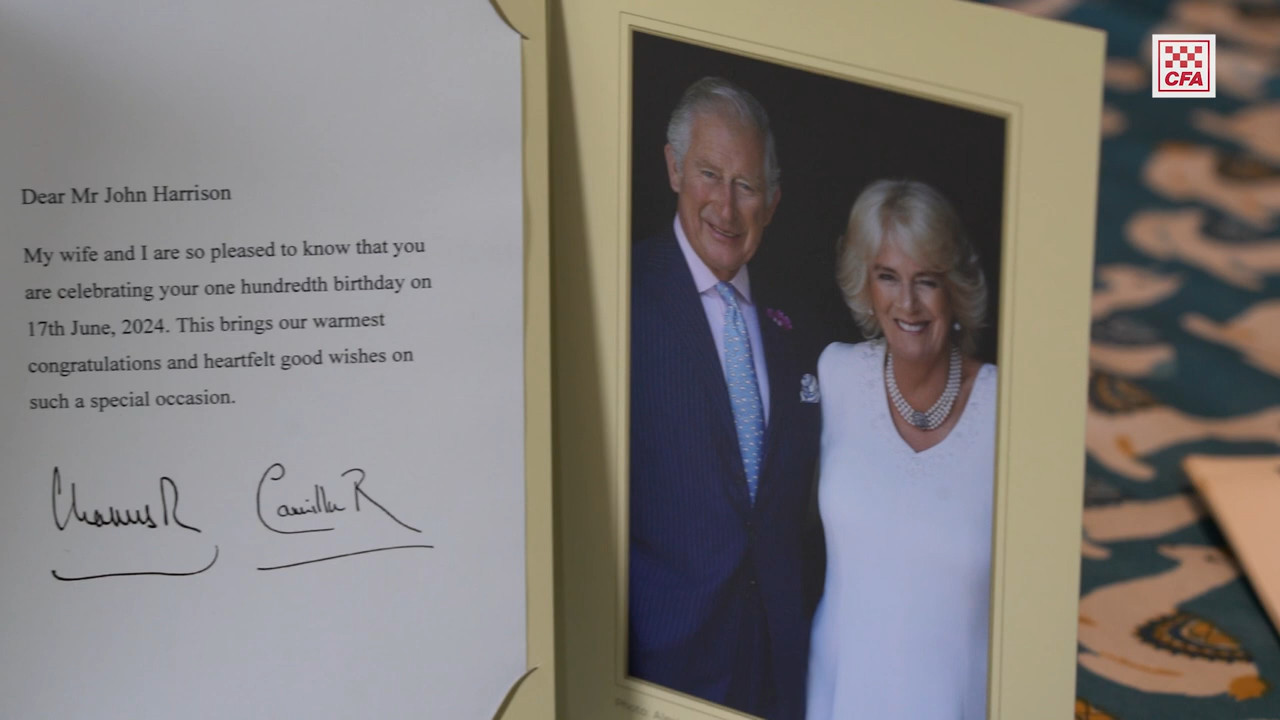 Dear Mr John Harrison
My wife and I are so pleased to know that you
are celebrating your one hundredth birthday on
17th June, 2024. This brings our warmest
congratulations and heartfelt good wishes on
such a special occasion.
Charles R
Camilla R
CFA